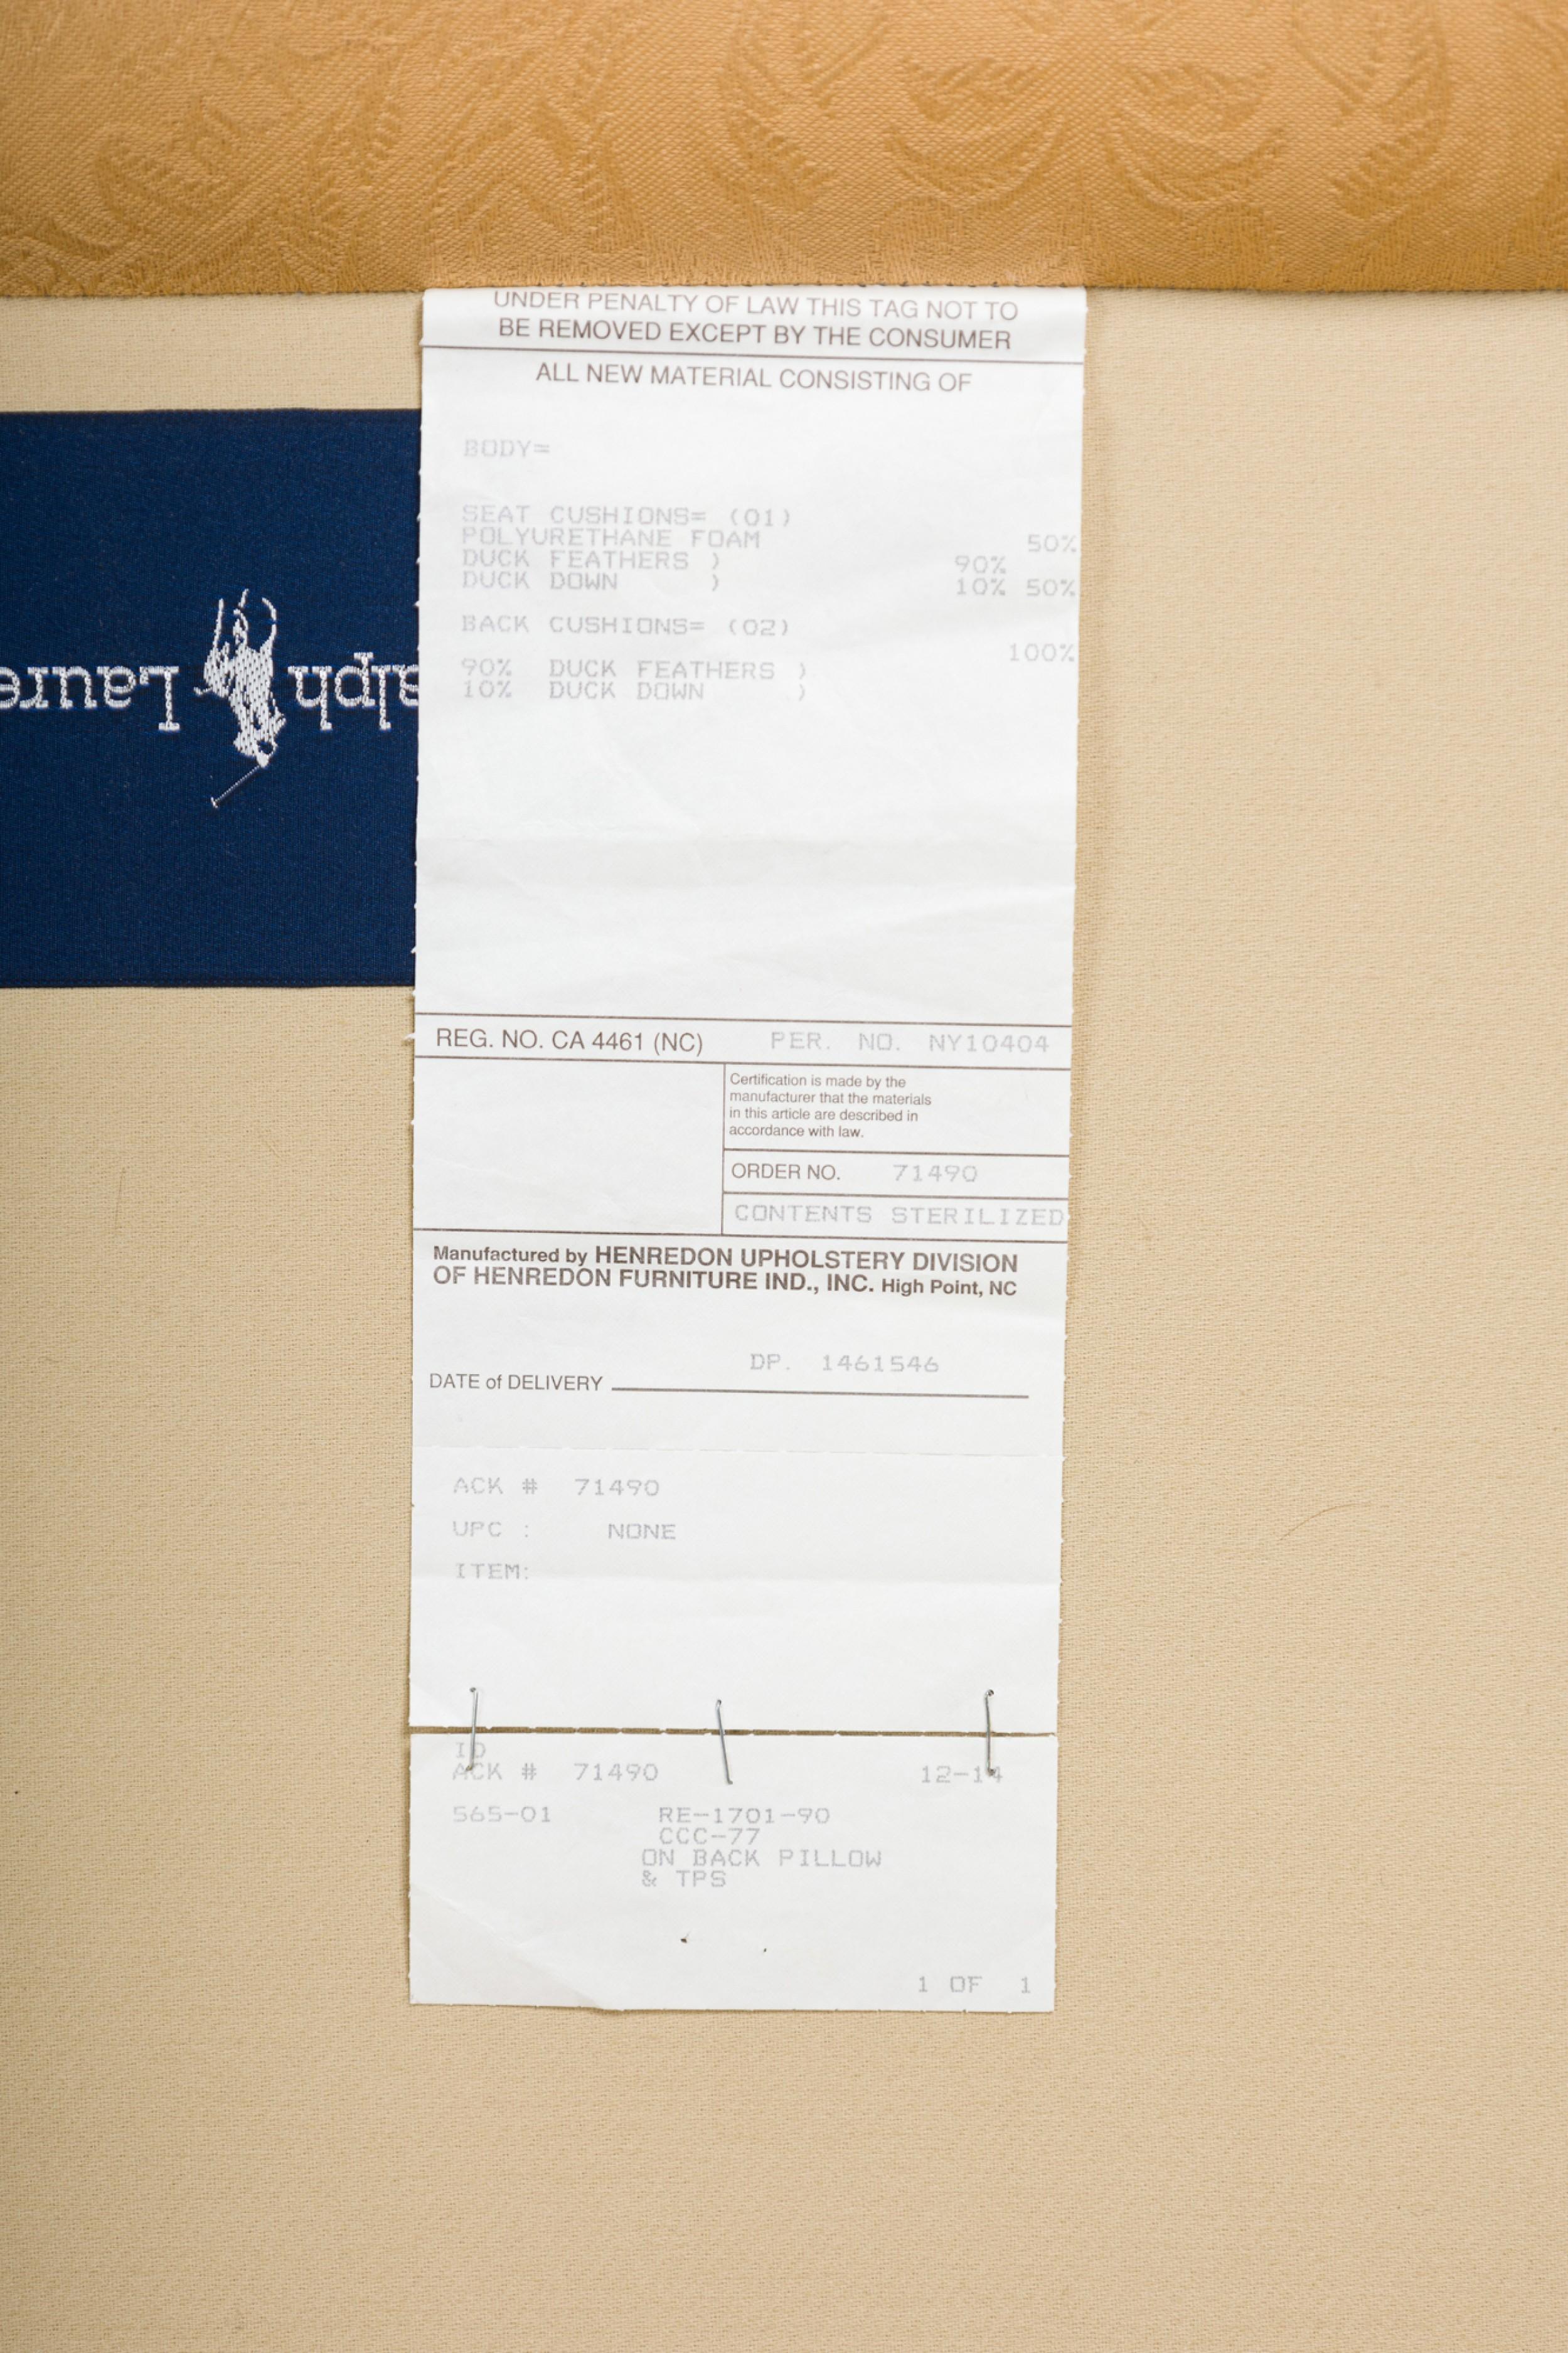 UNDER PENALTY OF LAW THIS TAG NOT TO
BE REMOVED EXCEPT BY THE CONSUMER
ALL NEW MATERIAL CONSISTING OF
BODY=
SEAT CUSHIONS= (01)
POLYURETHANE FOAM 50%
DUCK FEATHERS ) 90%
DUCK DOWN ) 10% 50%
BACK CUSHIONS= (02)
100%
90% DUCK FEATHERS )
10% DUCK DOWN )
alph Laure
REG. NO. CA 4461 (NC) PER. NO. NY10404
Certification is made by the
manufacturer that the materials
in this article are described in
accordance with law.
ORDER NO. 71490
CONTENTS STERILIZED
Manufactured by HENREDON UPHOLSTERY DIVISION
OF HENREDON FURNITURE IND., INC. High Point, NC
DP. 1461546
DATE of DELIVERY
ACK # 71490
UPC : NONE
ITEM:
ID
ACK # 71490 12-14
565-01 RE-1701-90
CCC-77
ON BACK PILLOW
& TPS
1 OF 1